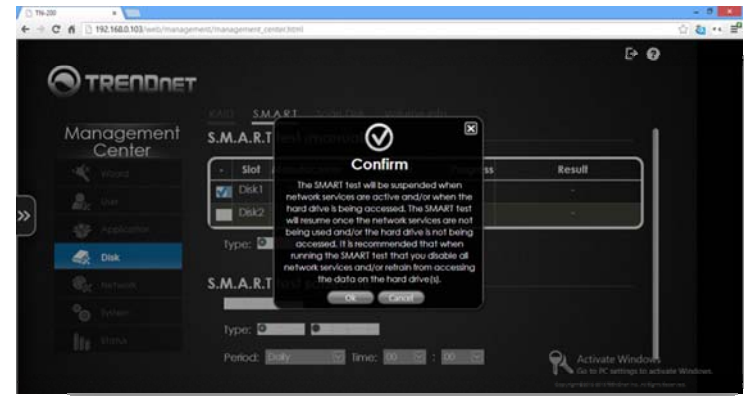 TN-200
192.168.0.103/web/management/management_center.html
TRENDNET
RAID S.M.A.R.T
Management
Center
S.M.A.R.T
Wizard
User
Application
Disk
Network
System
Status
- Slot Result
Disk1 -
Disk2 -
Type:
Confirm
The SMART test will be suspended when
network services are active and/or when the
hard drive is being accessed. The SMART test
will resume once the network services are not
being used and/or the hard drive is not being
accessed. It is recommended that when
running the SMART test that you disable all
network services and/or refrain from accessing
the data on the hard drive(s).
Ok Cancel
S.M.A.R.T
Type:
Period: Daily Time: 00 : 00
Activate Windows
Go to PC settings to activate Windows.